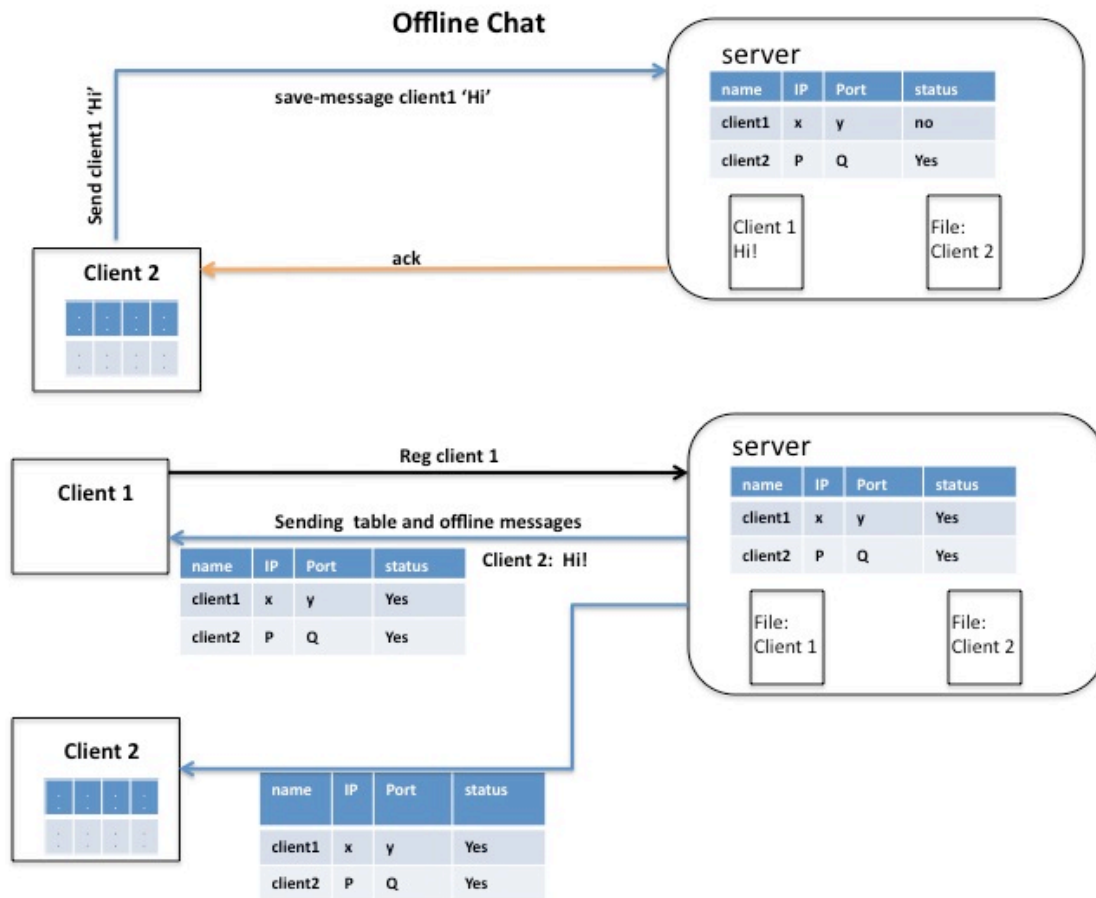 Offline Chat
server
name IP Port status
client1 x y no
client2 P Q Yes
Client 1
Hi!
File:
Client 2
Send client1 ‘Hi’
save-message client1 ‘Hi’
ack
Client 2
Client 1
Reg client 1
Sending table and offline messages
Client 2: Hi!
name IP Port status
client1 x y Yes
client2 P Q Yes
server
name IP Port status
client1 x y Yes
client2 P Q Yes
File:
Client 1
File:
Client 2
Client 2
name IP Port status
client1 x y Yes
client2 P Q Yes